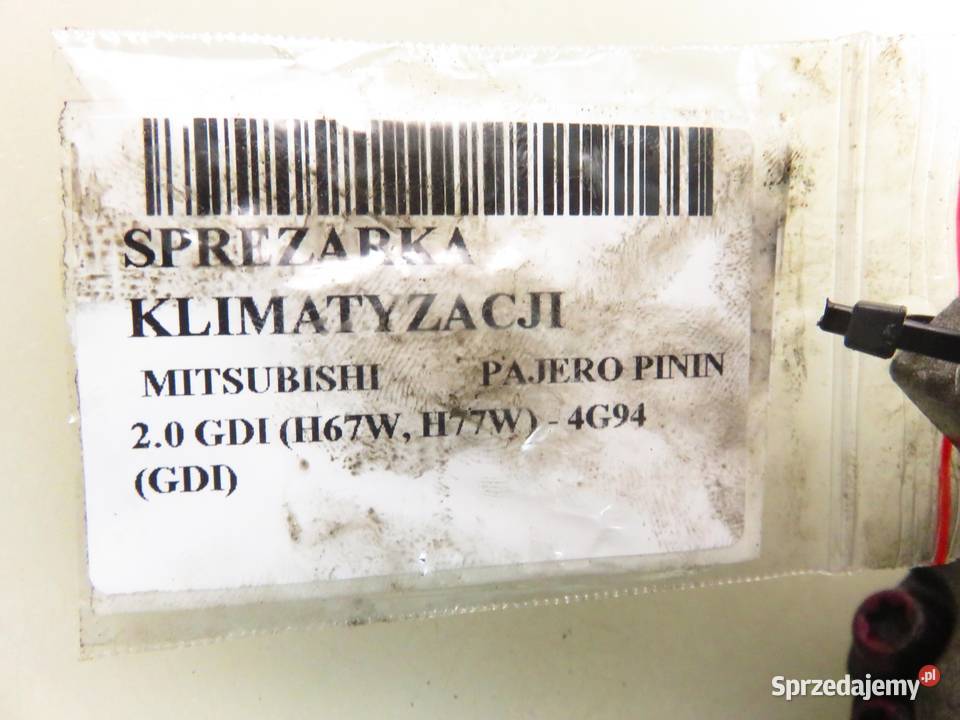 SPREZARKA
KLIMATYZACJI
MITSUBISHI PAJERO PININ
2.0 GDI (H67W, H77W) - 4G94
(GDI)
Sprzedajemy.pl